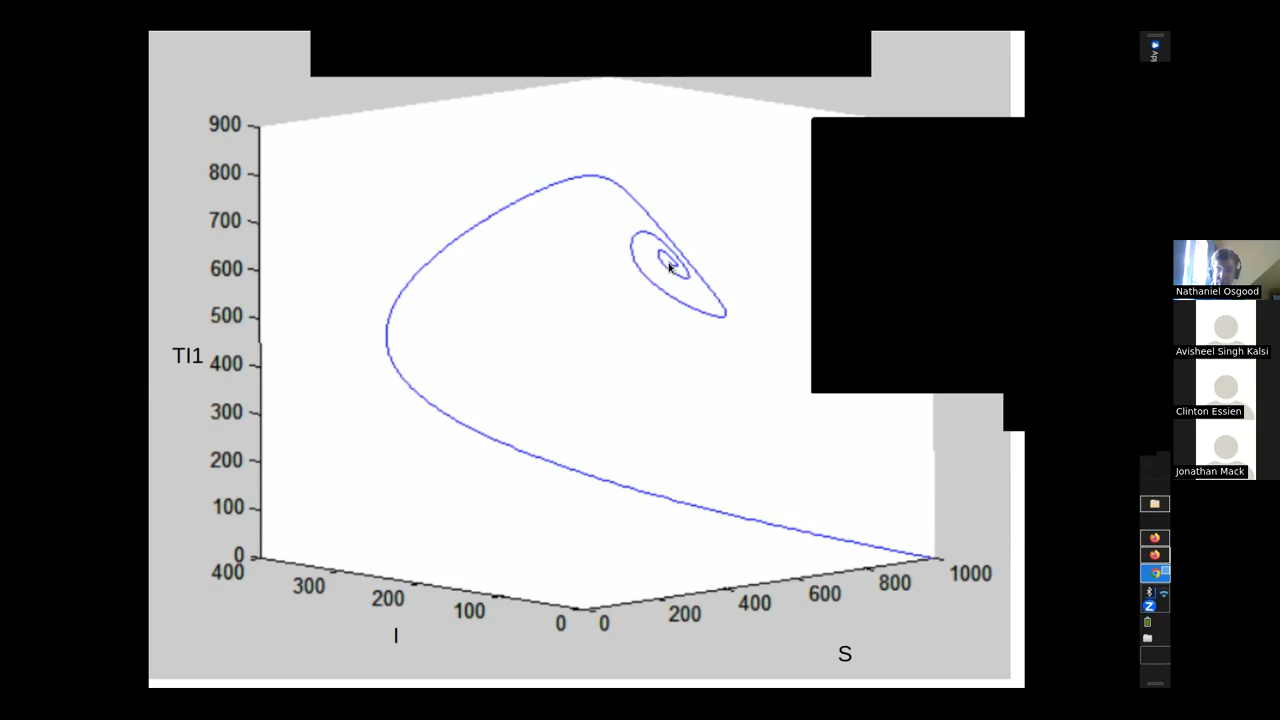 900
800
700
600
500
TI1
400
300
200
100
0
400
300
200
100
0
I
0
200
400
600
800
1000
S
Nathaniel Osgood
Avisheel Singh Kalsi
Clinton Essien
Jonathan Mack
Z